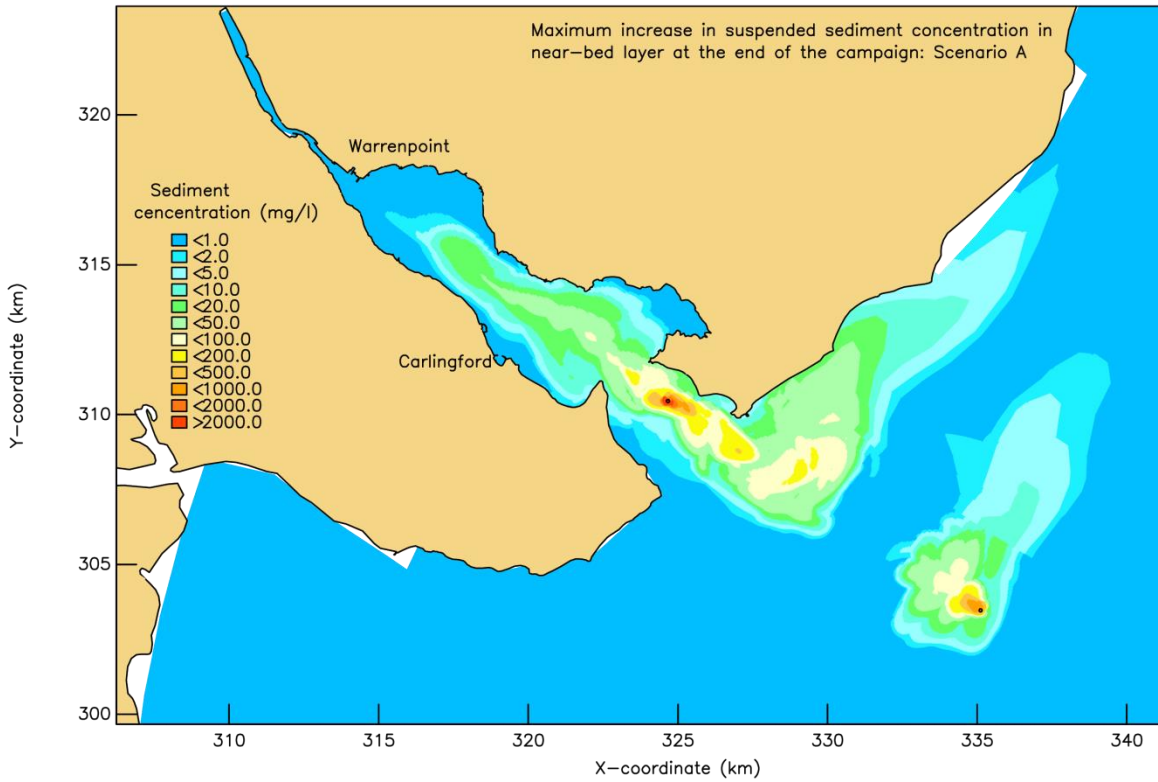 Maximum increase in suspended sediment concentration in
near-bed layer at the end of the campaign: Scenario A
320
Warrenpoint
Sediment
concentration (mg/l)
<1.0
<2.0
<5.0
<10.0
<20.0
<50.0
<100.0
<200.0
<500.0
<1000.0
<2000.0
>2000.0
315
Carlingford
310
305
300
Y-coordinate (km)
310 315 320 325 330 335 340
X-coordinate (km)